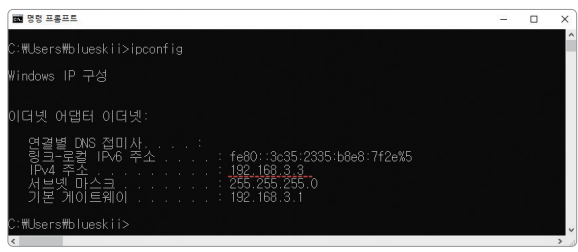 명령 프롬프트
C:₩Users₩blueskii>ipconfig
Windows IP 구성
이더넷 어댑터 이더넷:
연결별 DNS 접미사. . . . :
링크-로컬 IPv6 주소 . . . . : fe80::3c35:2335:b8e8:7f2e%5
IPv4 주소 . . . . . . . . . : 192.168.3.3
서브넷 마스크 . . . . . . . : 255.255.255.0
기본 게이트웨이 . . . . . . : 192.168.3.1
C:₩Users₩blueskii>